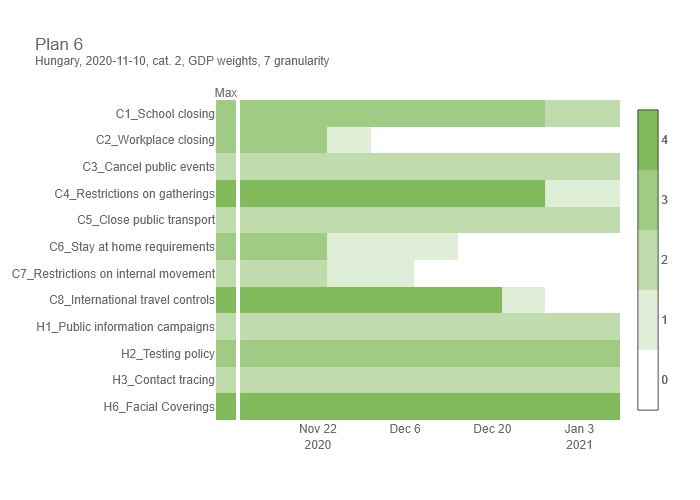 Plan 6
Hungary, 2020-11-10, cat. 2, GDP weights, 7 granularity
Max
C1_School closing
C2_Workplace closing
C3_Cancel public events
C4_Restrictions on gatherings
C5_Close public transport
C6_Stay at home requirements
C7_Restrictions on internal movement
C8_International travel controls
H1_Public information campaigns
H2_Testing policy
H3_Contact tracing
H6_Facial Coverings
Nov 22 Dec 6 Dec 20 Jan 3
2020 2021
4
3
2
1
0